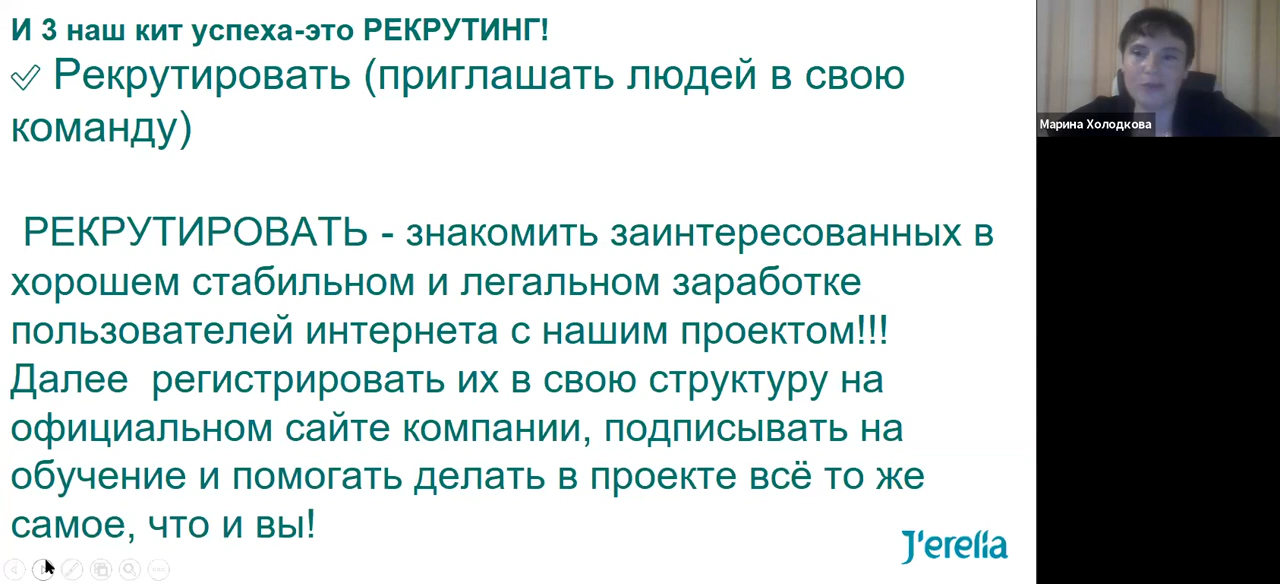 И 3 наш кит успеха-это РЕКРУТИНГ!
✓ Рекрутировать (приглашать людей в свою
команду)
РЕКРУТИРОВАТЬ - знакомить заинтересованных в
хорошем стабильном и легальном заработке
пользователей интернета с нашим проектом!!!
Далее регистрировать их в свою структуру на
официальном сайте компании, подписывать на
обучение и помогать делать в проекте всё то же
самое, что и вы!
J'erelia
Марина Холодкова